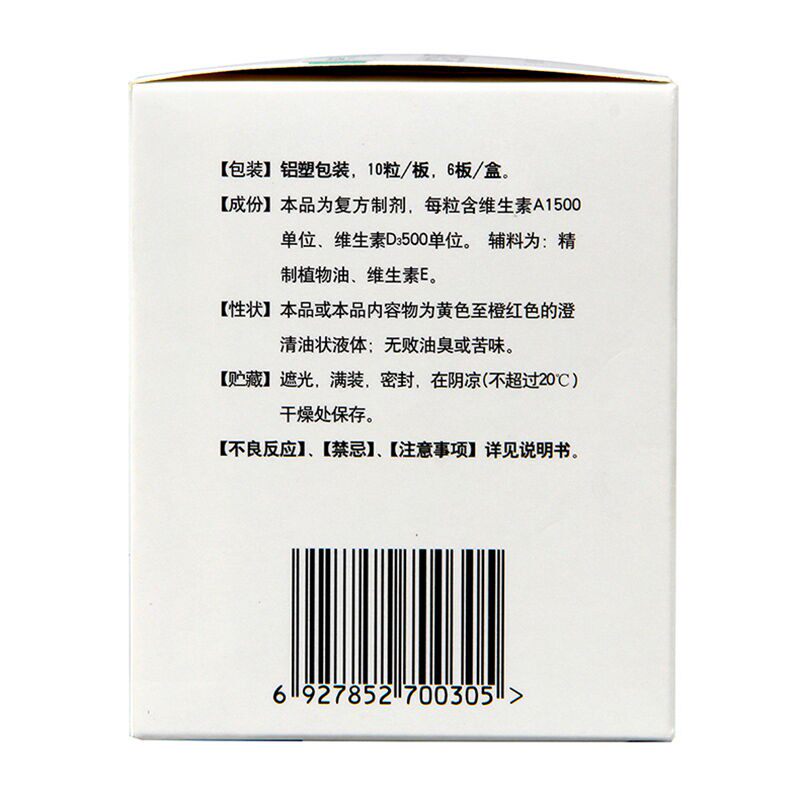 【包装】铝塑包装，10粒/板，6板/盒。
【成份】本品为复方制剂，每粒含维生素A1500
单位、维生素D₃500单位。 辅料为：精
制植物油、维生素E。
【性状】本品或本品内容物为黄色至橙红色的澄
清油状液体；无败油臭或苦味。
【贮藏】遮光，满装，密封，在阴凉(不超过20℃)
干燥处保存。
【不良反应】、【禁忌】、【注意事项】详见说明书。
6 927852 700305 >